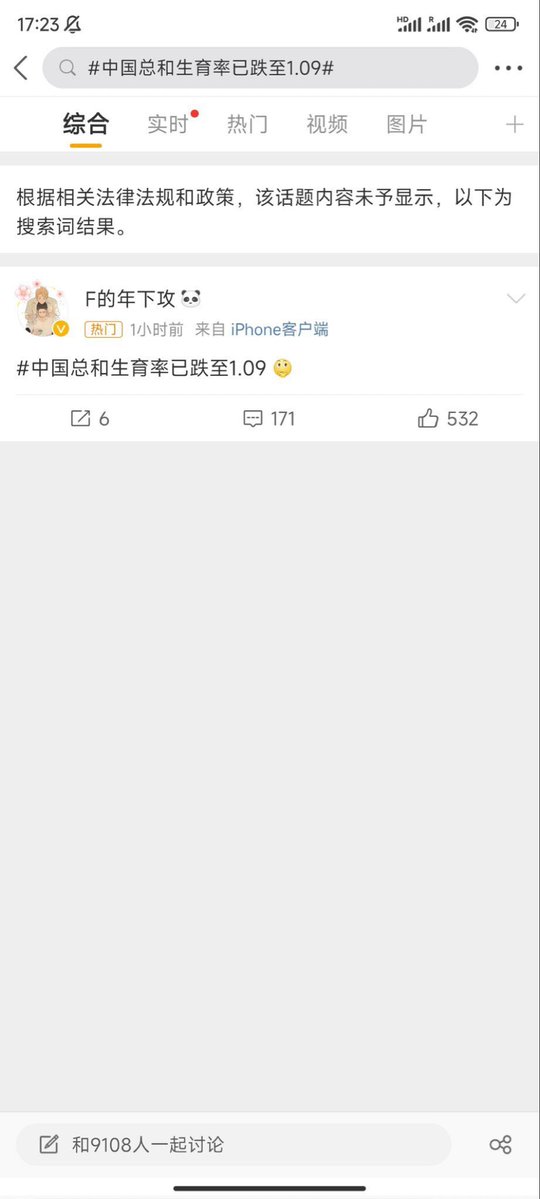 17:23
HD R 24
#中国总和生育率已跌至1.09#
综合 实时 热门 视频 图片
根据相关法律法规和政策，该话题内容未予显示，以下为
搜索词结果。
F的年下攻🐼
热门 1小时前 来自 iPhone客户端
#中国总和生育率已跌至1.09
6 171 532
和9108人一起讨论